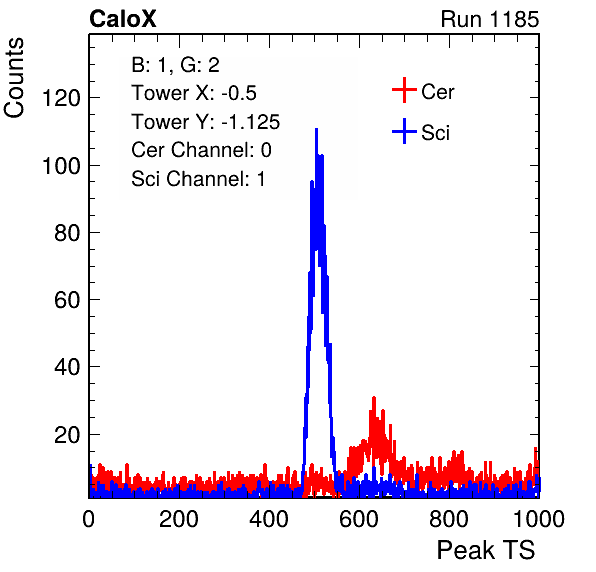 CaloX Run 1185
Counts
B: 1, G: 2
Tower X: -0.5
Tower Y: -1.125
Cer Channel: 0
Sci Channel: 1
Cer
Sci
120
100
80
60
40
20
0 200 400 600 800 1000
Peak TS